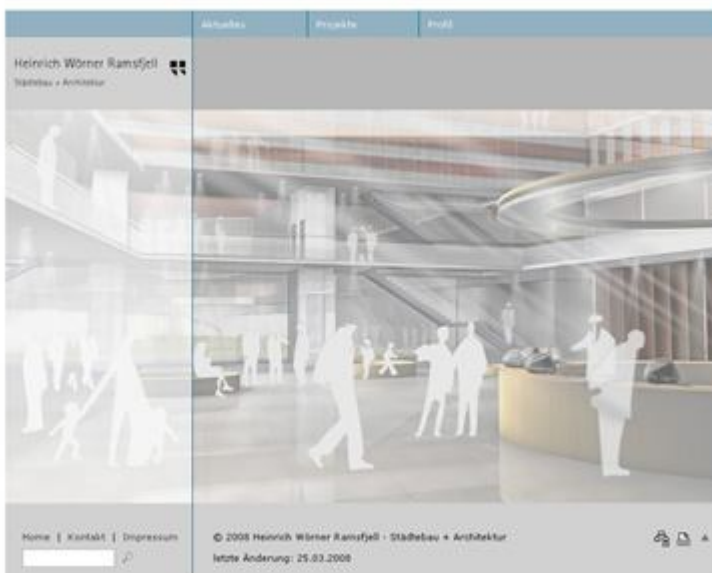 Aktuelles Projekte Profil
Heinrich Wörner Ramsfjell
Städtebau + Architektur
Home | Kontakt | Impressum
© 2008 Heinrich Wörner Ramsfjell - Städtebau + Architektur
letzte Änderung: 25.03.2008